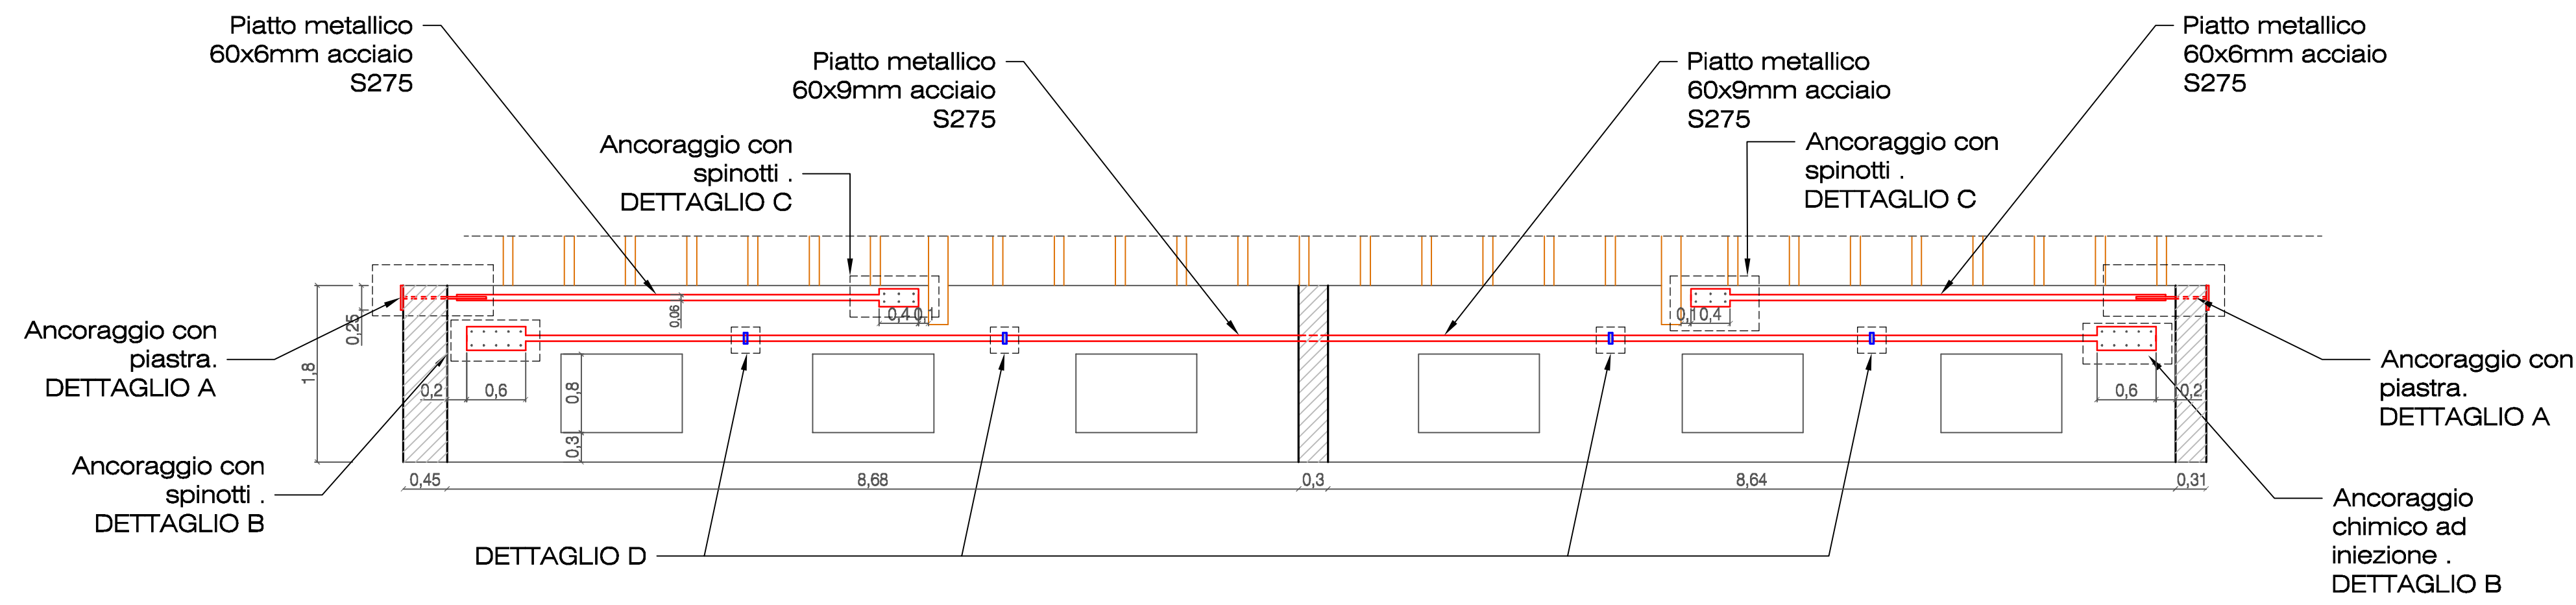 Piatto metallico
60x6mm acciaio
S275
Piatto metallico
60x9mm acciaio
S275
Ancoraggio con
spinotti .
DETTAGLIO C
Piatto metallico
60x9mm acciaio
S275
Ancoraggio con
spinotti .
DETTAGLIO C
Piatto metallico
60x6mm acciaio
S275
Ancoraggio con
piastra.
DETTAGLIO A
Ancoraggio con
spinotti .
DETTAGLIO B
1,8
0,25
0,06
0,4
0,1
0,1
0,4
0,2
0,6
0,8
0,3
0,6
0,2
0,45
8,68
0,3
8,64
0,31
DETTAGLIO D
Ancoraggio con
piastra.
DETTAGLIO A
Ancoraggio
chimico ad
iniezione .
DETTAGLIO B